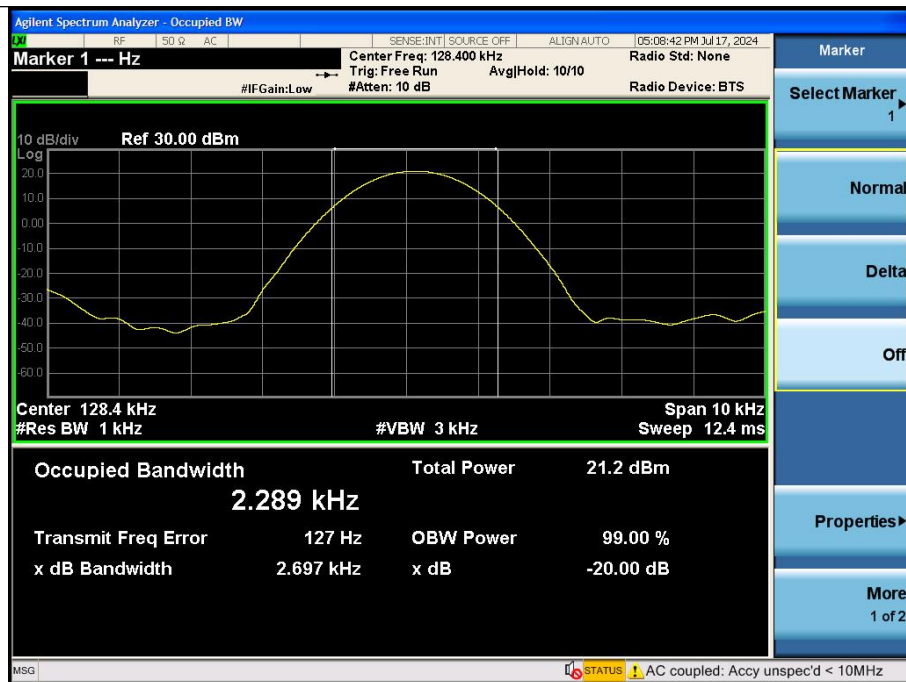 Agilent Spectrum Analyzer - Occupied BW
LXI RF 50 Ω AC SENSE:INT SOURCE OFF ALIGN AUTO 05:08:42 PM Jul 17, 2024
Marker 1 --- Hz
Center Freq: 128.400 kHz
Radio Std: None
Trig: Free Run Avg|Hold: 10/10
#IFGain:Low
#Atten: 10 dB
Radio Device: BTS
10 dB/div Ref 30.00 dBm
Log
20.0
10.0
0.00
-10.0
-20.0
-30.0
-40.0
-50.0
-60.0
Center 128.4 kHz Span 10 kHz
#Res BW 1 kHz #VBW 3 kHz Sweep 12.4 ms
Occupied Bandwidth Total Power 21.2 dBm
2.289 kHz
Transmit Freq Error 127 Hz OBW Power 99.00 %
x dB Bandwidth 2.697 kHz x dB -20.00 dB
Marker
Select Marker
1
Normal
Delta
Off
Properties
More
1 of 2
MSG STATUS AC coupled: Accy unspec'd < 10MHz